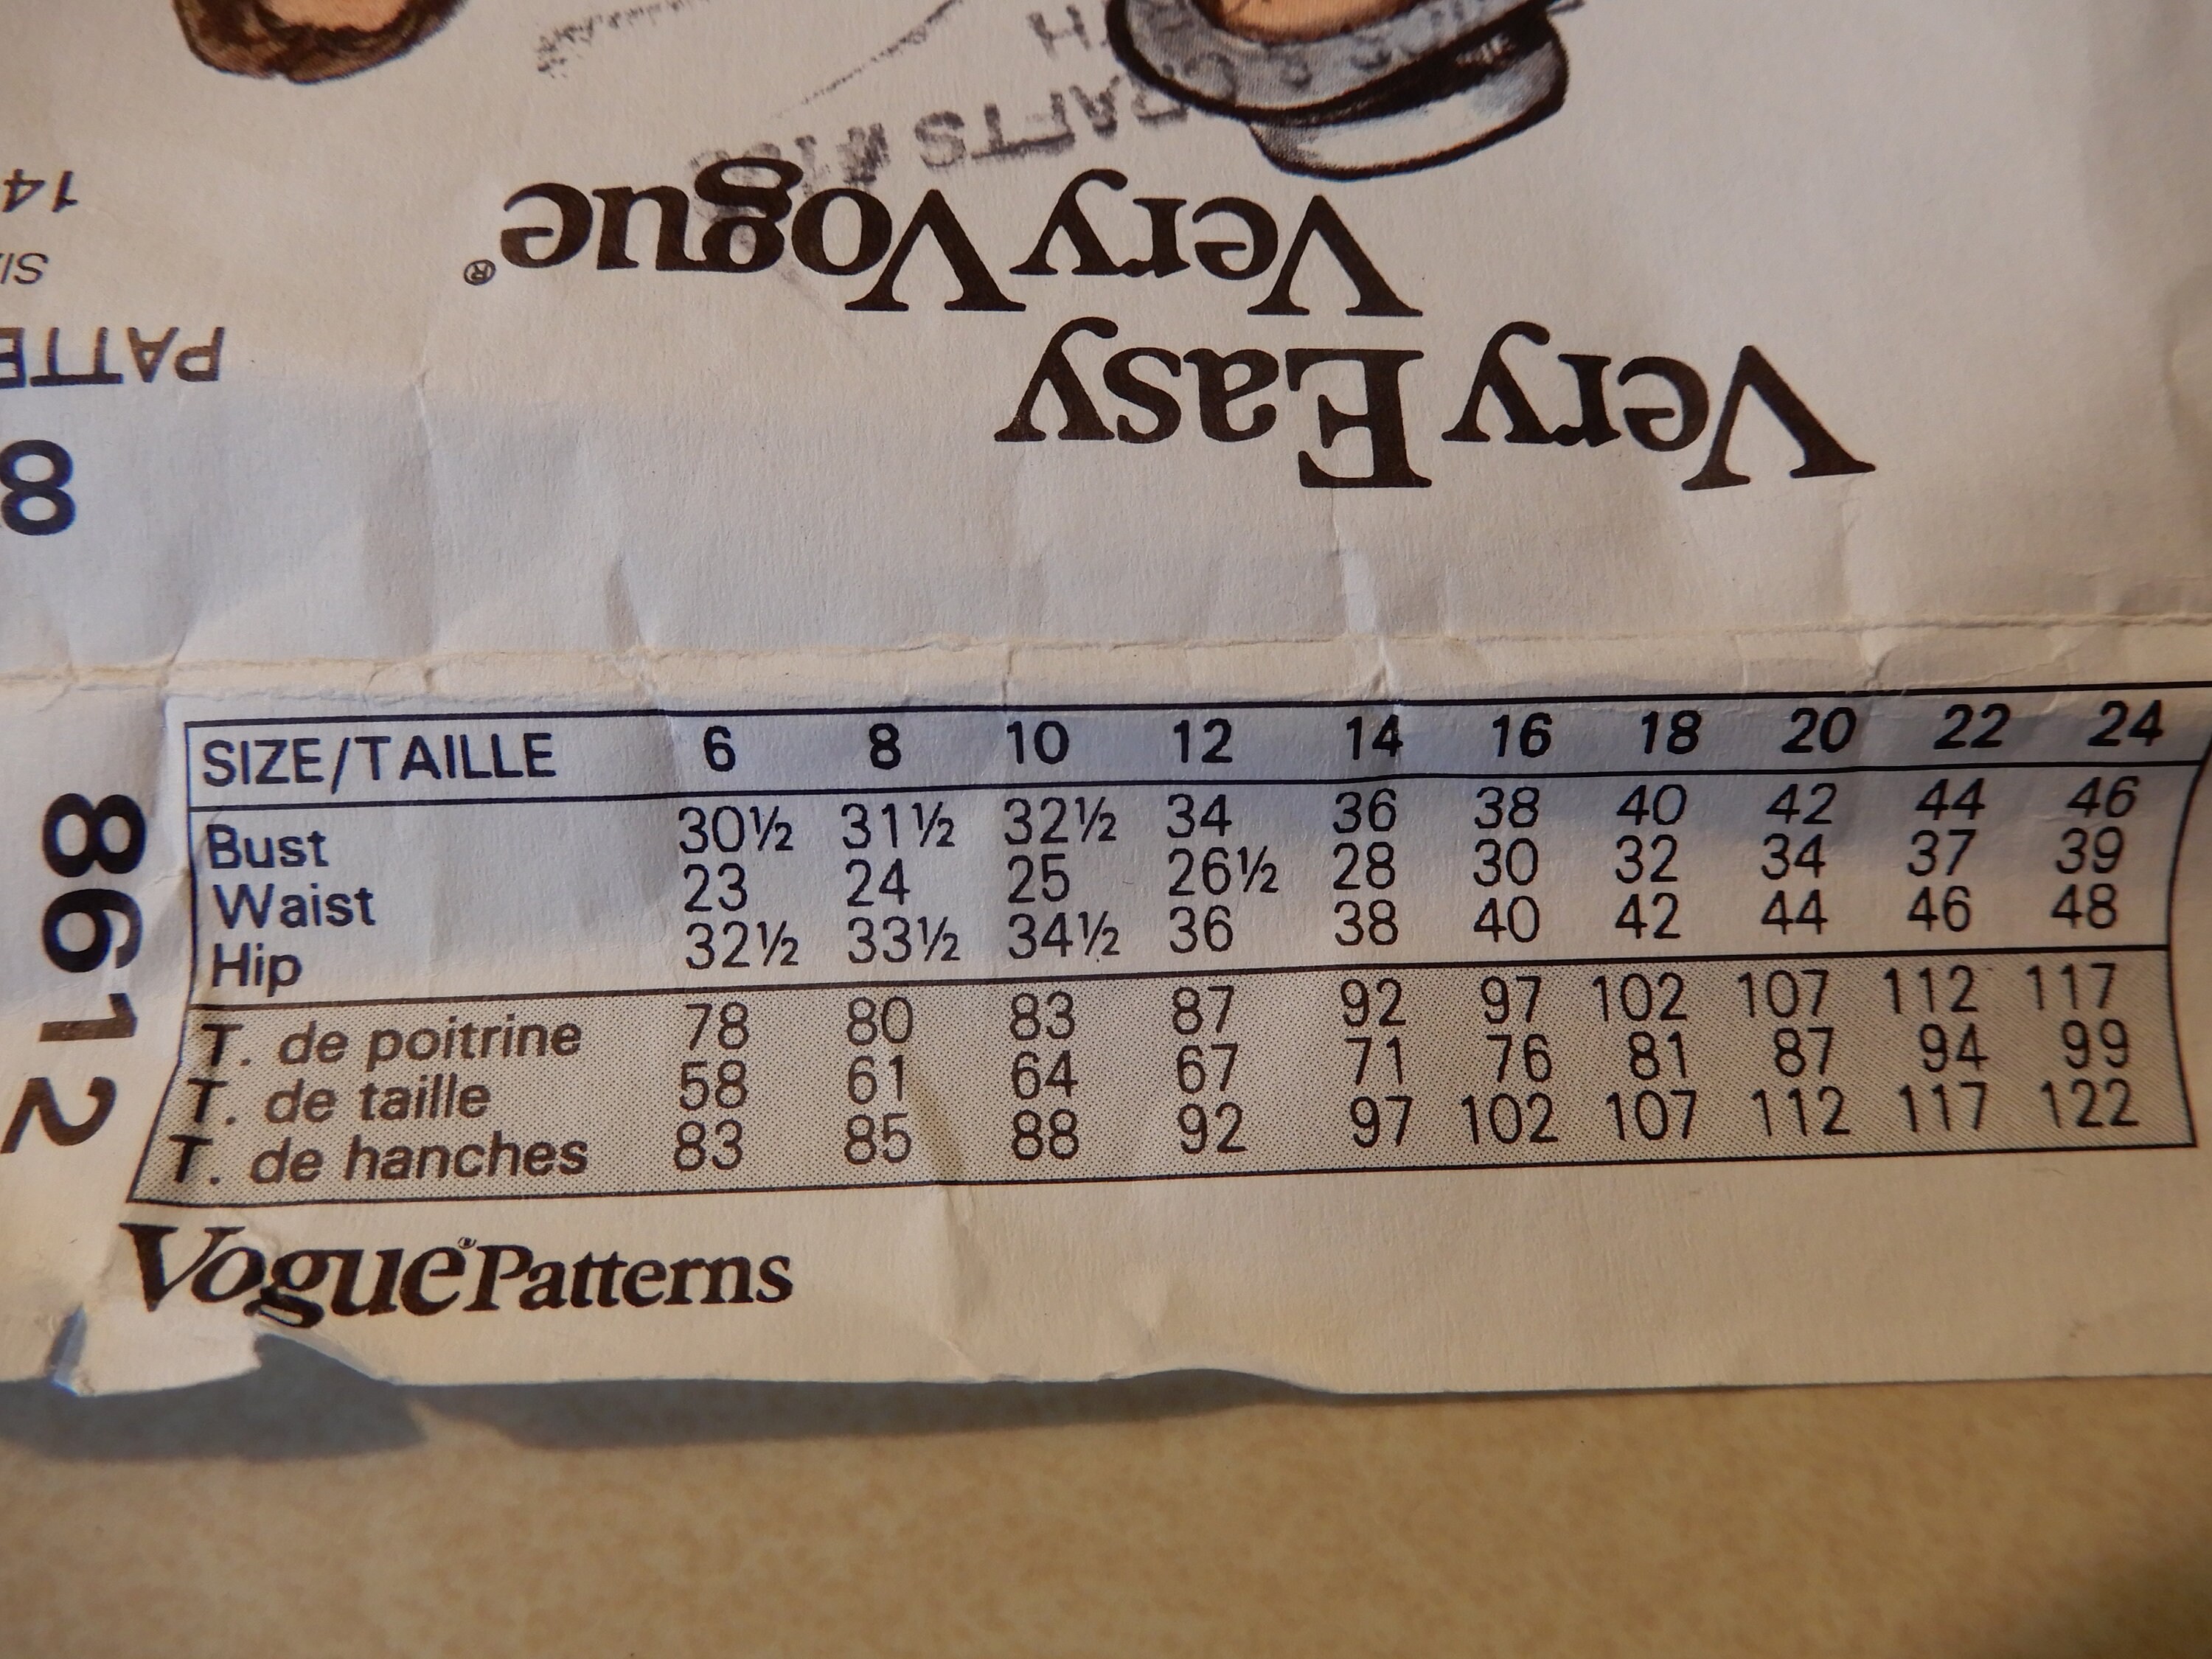 CRAFTS
Very Vogue®
Very Easy
14
PATTE
8
8612
SIZE/TAILLE 6 8 10 12 14 16 18 20 22 24
Bust 30½ 31½ 32½ 34 36 38 40 42 44 46
Waist 23 24 25 26½ 28 30 32 34 37 39
Hip 32½ 33½ 34½ 36 38 40 42 44 46 48
T. de poitrine 78 80 83 87 92 97 102 107 112 117
T. de taille 58 61 64 67 71 76 81 87 94 99
T. de hanches 83 85 88 92 97 102 107 112 117 122
Vogue® Patterns